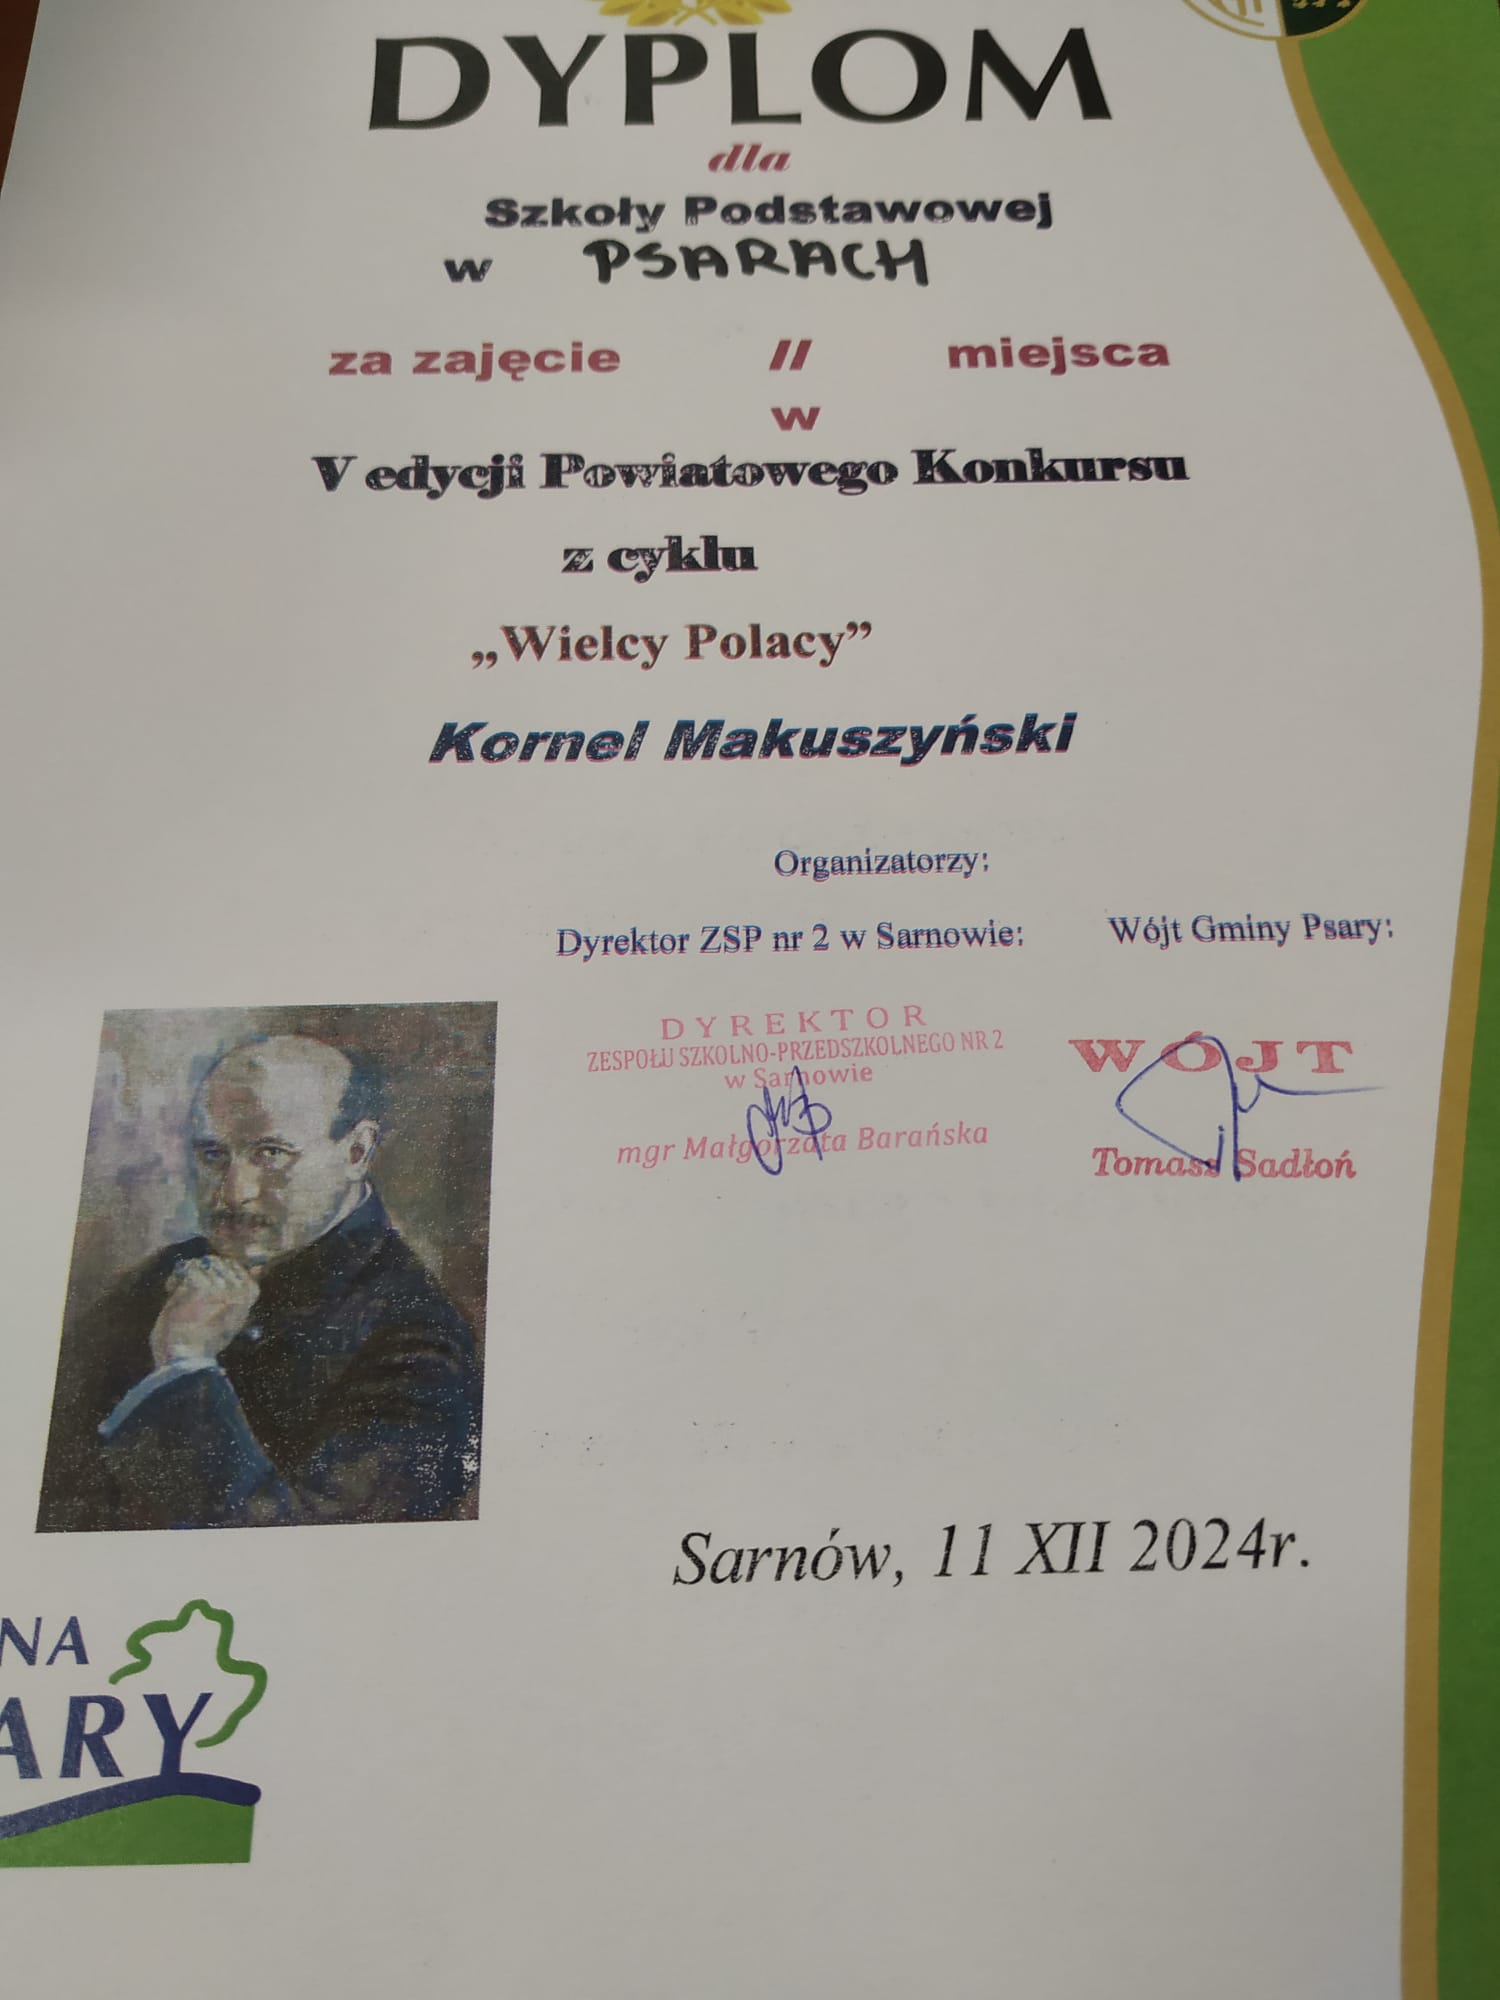 DYPLOM
dla
Szkoły Podstawowej
w PSARACH
za zajęcie II miejsca
w
V edycji Powiatowego Konkursu
z cyklu
„Wielcy Polacy”
Kornel Makuszyński
Organizatorzy:
Dyrektor ZSP nr 2 w Sarnowie: Wójt Gminy Psary:
DYREKTOR
ZESPOŁU SZKOLNO-PRZEDSZKOLNEGO NR 2
w Sarnowie
mgr Małgorzata Barańska
WÓJT
Tomasz Sadłoń
Sarnów, 11 XII 2024r.
NA
ARY